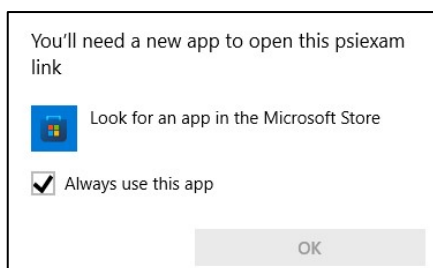 You'll need a new app to open this psiexam
link
Look for an app in the Microsoft Store
Always use this app
OK